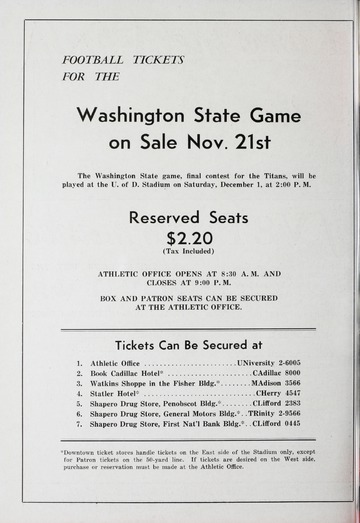 FOOTBALL TICKETS
FOR THE
Washington State Game
on Sale Nov. 21st
The Washington State game, final contest for the Titans, will be
played at the U. of D. Stadium on Saturday, December 1, at 2:00 P. M.
Reserved Seats
$2.20
(Tax Included)
ATHLETIC OFFICE OPENS AT 8:30 A. M. AND
CLOSES AT 9:00 P. M.
BOX AND PATRON SEATS CAN BE SECURED
AT THE ATHLETIC OFFICE.
Tickets Can Be Secured at
1. Athletic Office ........................ UNiversity 2-6005
2. Book Cadillac Hotel* ..................... CAdillac 8000
3. Watkins Shoppe in the Fisher Bldg.* ........ MAdison 3566
4. Statler Hotel* ............................ CHerry 4547
5. Shapero Drug Store, Penobscot Bldg.* ....... CLifford 2383
6. Shapero Drug Store, General Motors Bldg.* .. TRinity 2-9566
7. Shapero Drug Store, First Nat'l Bank Bldg.* . CLifford 0445
*Downtown ticket stores handle tickets on the East side of the Stadium only, except
for Patron tickets on the 50-yard line. If tickets are desired on the West side,
purchase or reservation must be made at the Athletic Office.